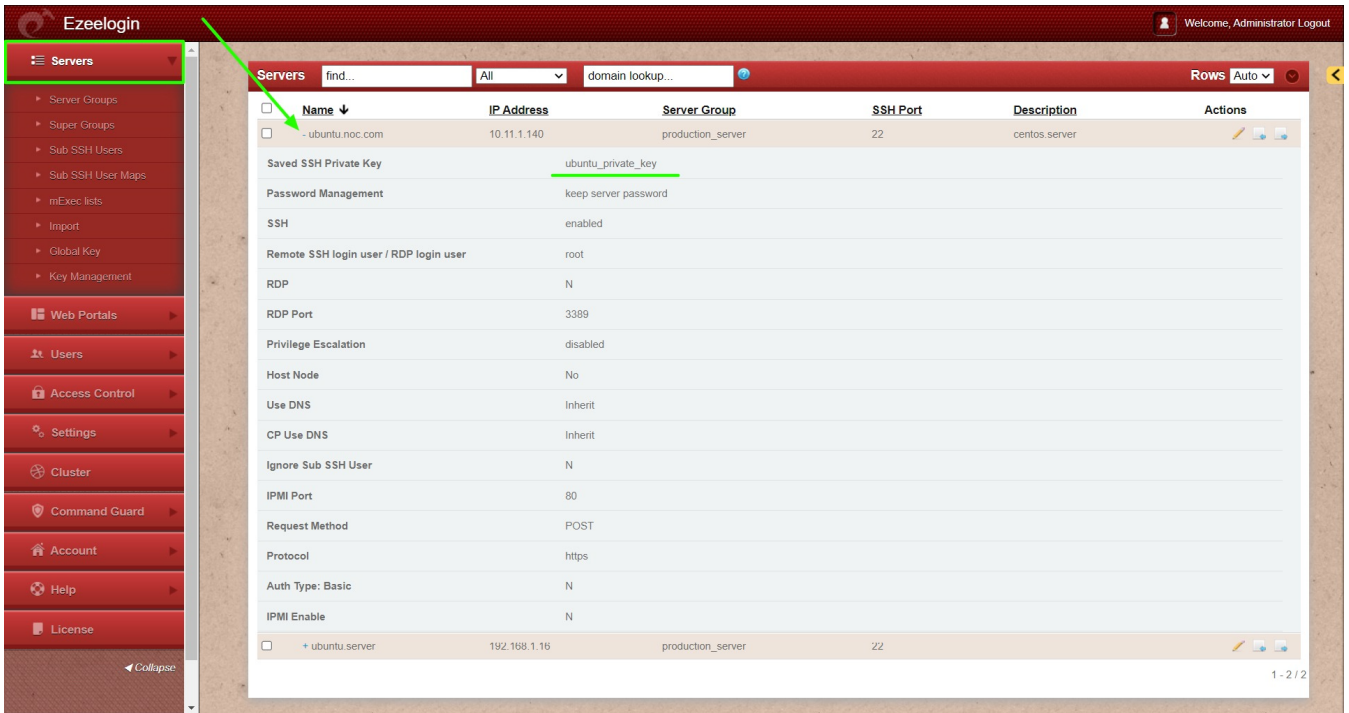 Ezeelogin
Welcome, Administrator Logout
Servers
Server Groups
Super Groups
Sub SSH Users
Sub SSH User Maps
mExec lists
Import
Global Key
Key Management
Web Portals
Users
Access Control
Settings
Cluster
Command Guard
Account
Help
License
Collapse
Servers find... All domain lookup... Rows Auto
Name IP Address Server Group SSH Port Description Actions
- ubuntu.noc.com 10.11.1.140 production_server 22 centos.server
Saved SSH Private Key ubuntu_private_key
Password Management keep server password
SSH enabled
Remote SSH login user / RDP login user root
RDP N
RDP Port 3389
Privilege Escalation disabled
Host Node No
Use DNS Inherit
CP Use DNS Inherit
Ignore Sub SSH User N
IPMI Port 80
Request Method POST
Protocol https
Auth Type: Basic N
IPMI Enable N
+ ubuntu.server 192.168.1.16 production_server 22
1 - 2 / 2